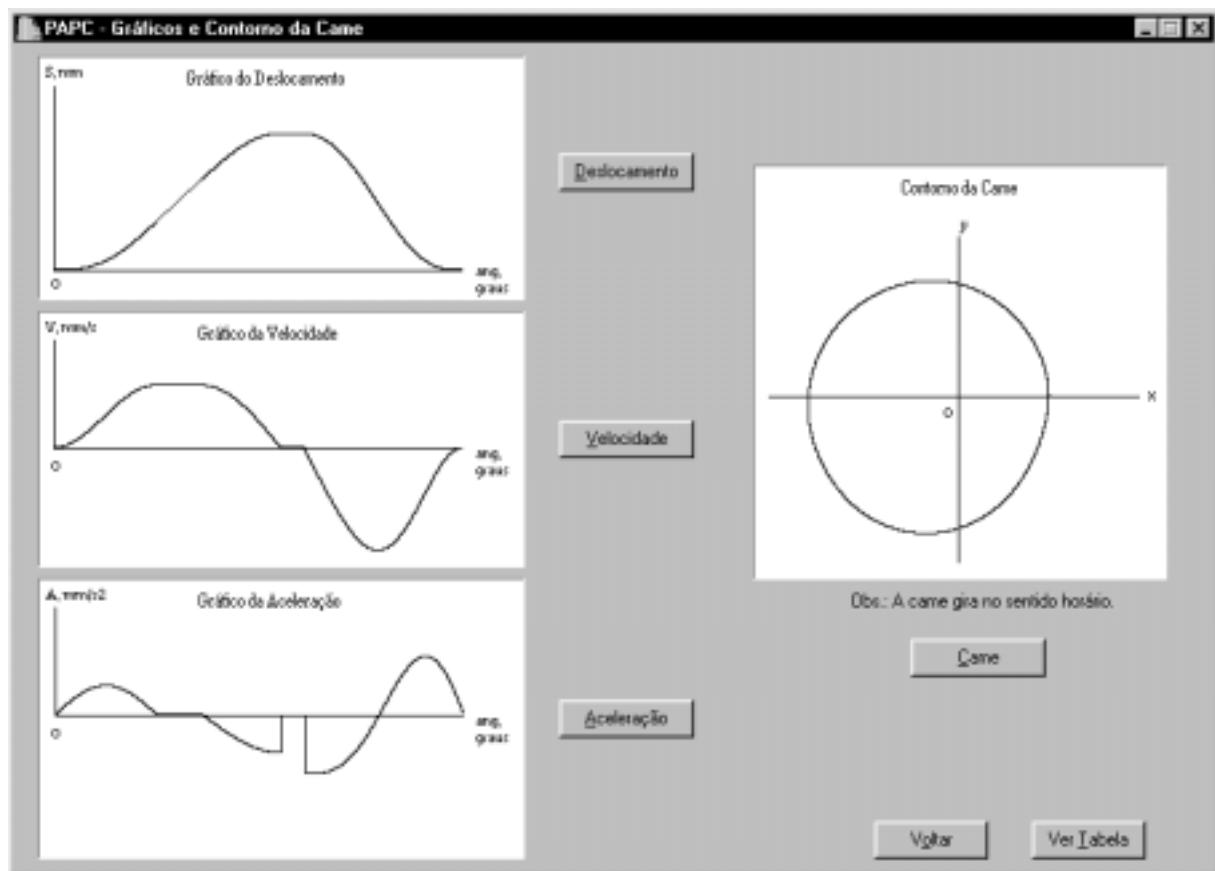 PAPC - Gráficos e Contorno da Came
S, mm
Gráfico do Deslocamento
O
ang,
graus
Deslocamento
V, mm/s
Gráfico da Velocidade
O
ang,
graus
Velocidade
A, mm/s2
Gráfico da Aceleração
O
ang,
graus
Aceleração
Contorno da Came
y
O
x
Obs.: A came gira no sentido horário.
Came
Voltar
Ver Tabela